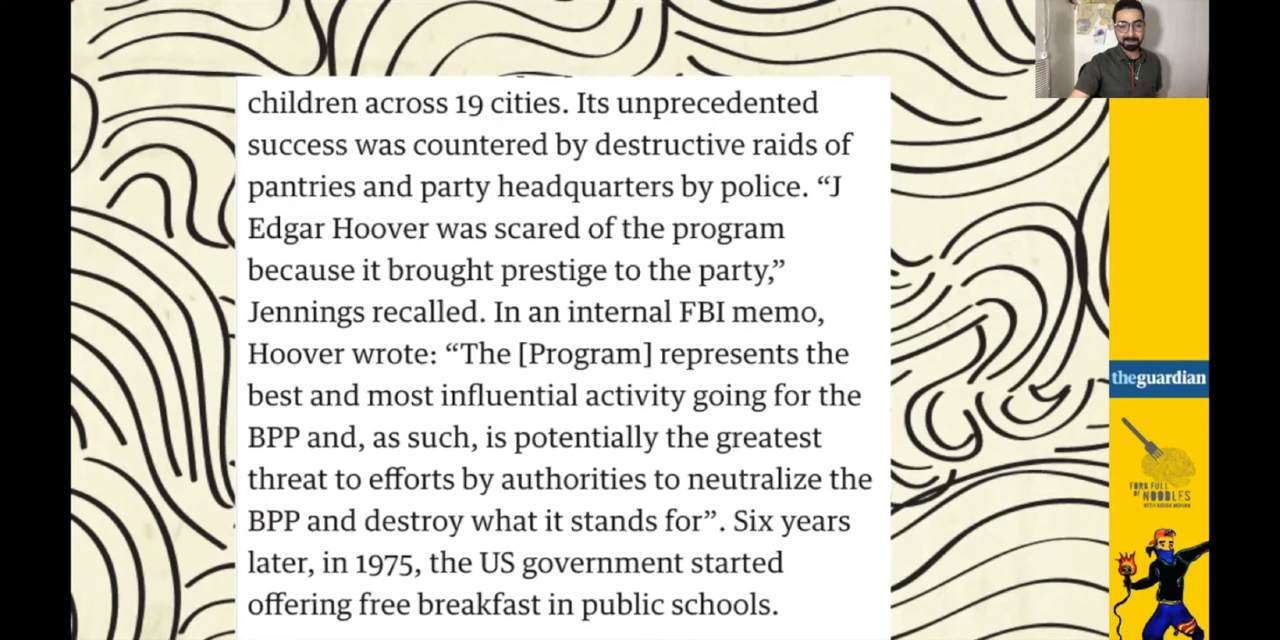 children across 19 cities. Its unprecedented
success was countered by destructive raids of
pantries and party headquarters by police. “J
Edgar Hoover was scared of the program
because it brought prestige to the party,”
Jennings recalled. In an internal FBI memo,
Hoover wrote: “The [Program] represents the
best and most influential activity going for the
BPP and, as such, is potentially the greatest
threat to efforts by authorities to neutralize the
BPP and destroy what it stands for”. Six years
later, in 1975, the US government started
offering free breakfast in public schools.
theguardian
FORK FULL
OF NOODLES